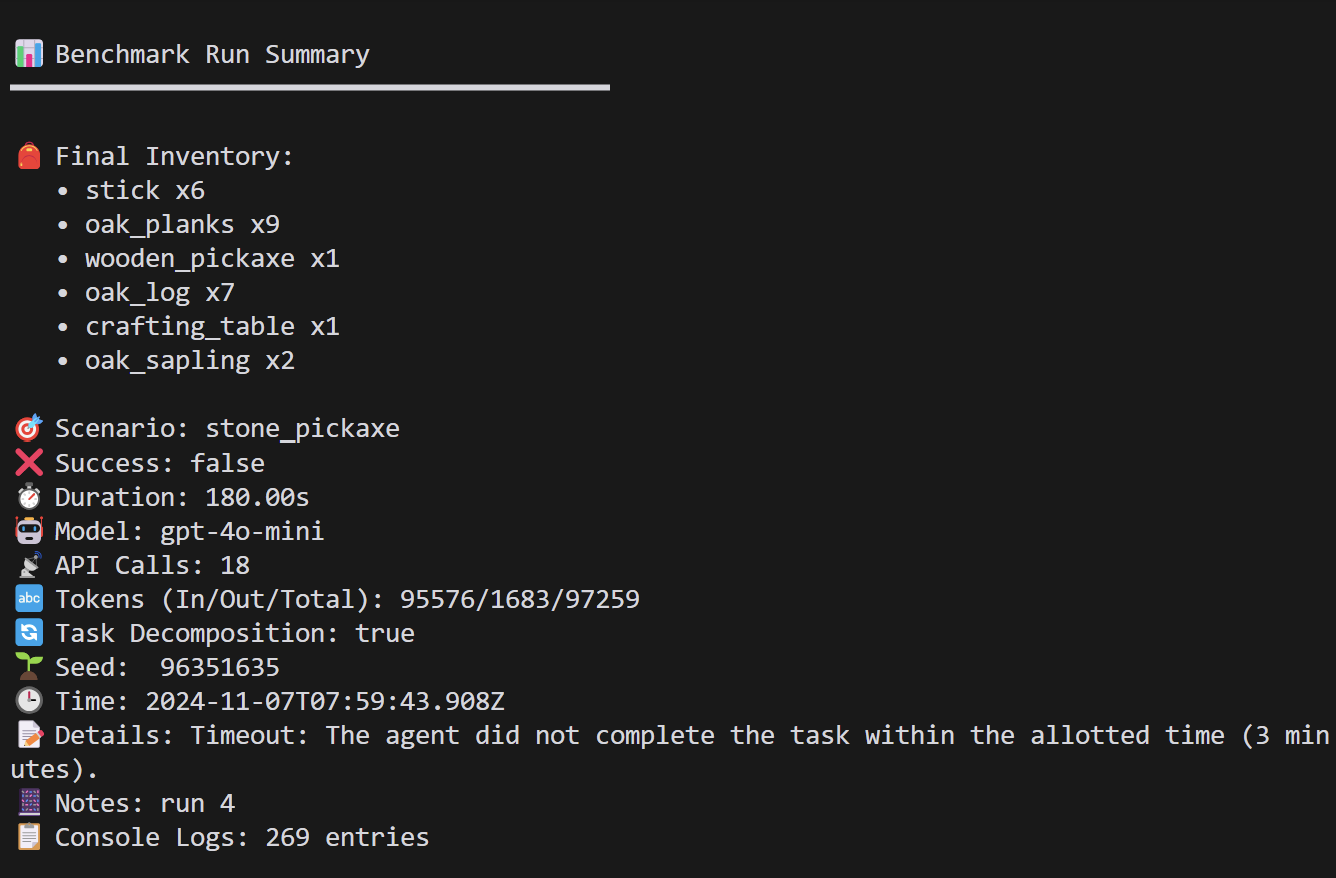 Benchmark Run Summary
Final Inventory:
• stick x6
• oak_planks x9
• wooden_pickaxe x1
• oak_log x7
• crafting_table x1
• oak_sapling x2
Scenario: stone_pickaxe
Success: false
Duration: 180.00s
Model: gpt-4o-mini
API Calls: 18
abc Tokens (In/Out/Total): 95576/1683/97259
Task Decomposition: true
Seed:  96351635
Time: 2024-11-07T07:59:43.908Z
Details: Timeout: The agent did not complete the task within the allotted time (3 min
utes).
Notes: run 4
Console Logs: 269 entries